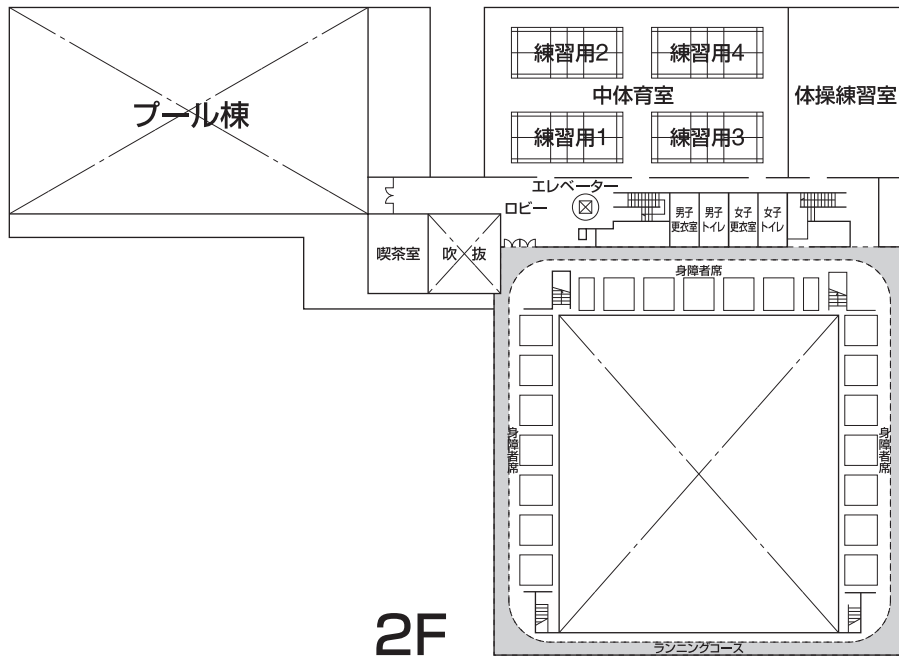 プール棟
練習用2
練習用4
中体育室
体操練習室
練習用1
練習用3
エレベーター
ロビー
男子
更衣室
男子
トイレ
女子
更衣室
女子
トイレ
喫茶室
吹 抜
身障者席
身障者席
身障者席
2F
ランニングコース